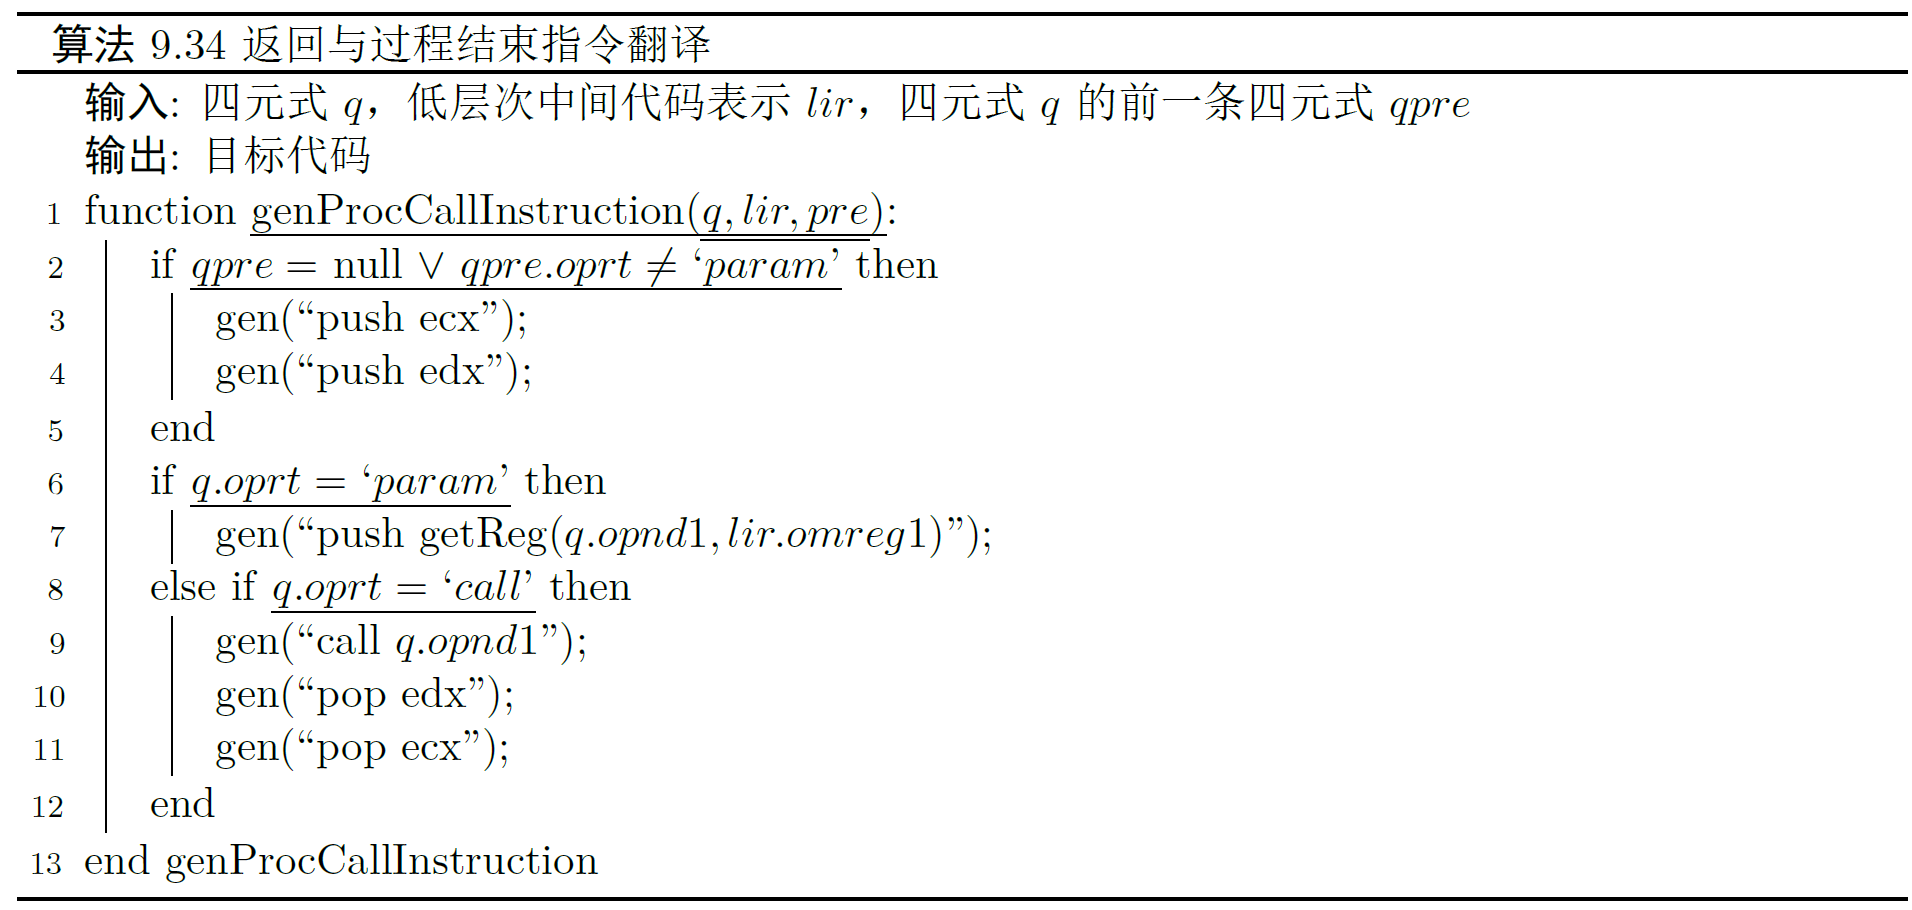 算法 9.34 返回与过程结束指令翻译
输入: 四元式 q，低层次中间代码表示 lir，四元式 q 的前一条四元式 qpre
输出: 目标代码
1 function genProcCallInstruction(q, lir, pre):
2 if qpre = null ∨ qpre.oprt ≠ ‘param’ then
3 gen(“push ecx”);
4 gen(“push edx”);
5 end
6 if q.oprt = ‘param’ then
7 gen(“push getReg(q.opnd1, lir.omreg1)”);
8 else if q.oprt = ‘call’ then
9 gen(“call q.opnd1”);
10 gen(“pop edx”);
11 gen(“pop ecx”);
12 end
13 end genProcCallInstruction